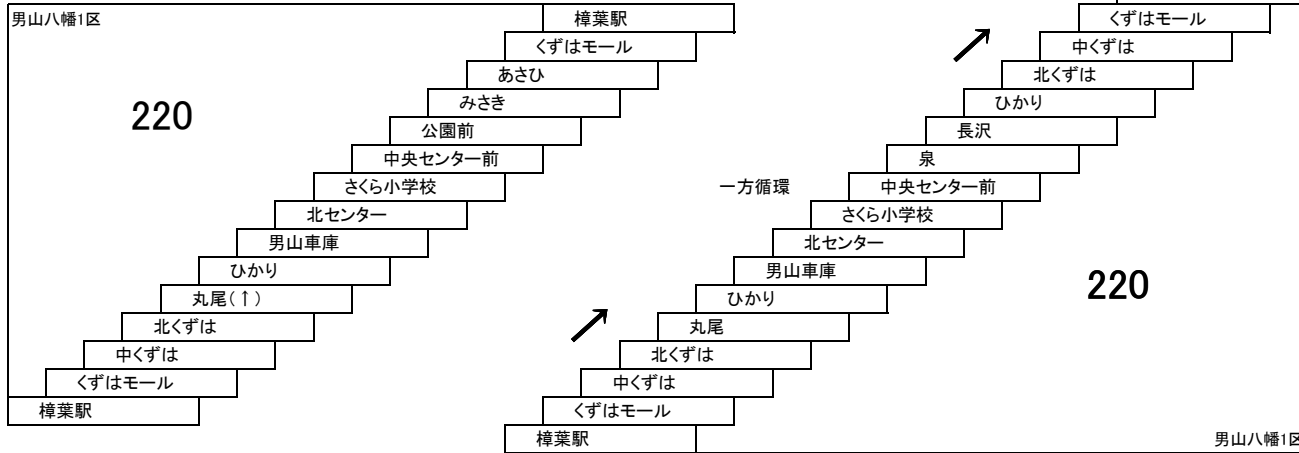 男山八幡1区
220
樟葉駅
くずはモール
あさひ
みさき
公園前
中央センター前
さくら小学校
北センター
男山車庫
ひかり
丸尾(↑)
北くずは
中くずは
くずはモール
樟葉駅
くずはモール
中くずは
北くずは
ひかり
長沢
泉
一方循環
中央センター前
さくら小学校
北センター
男山車庫
ひかり
220
丸尾
北くずは
中くずは
くずはモール
樟葉駅
男山八幡1区